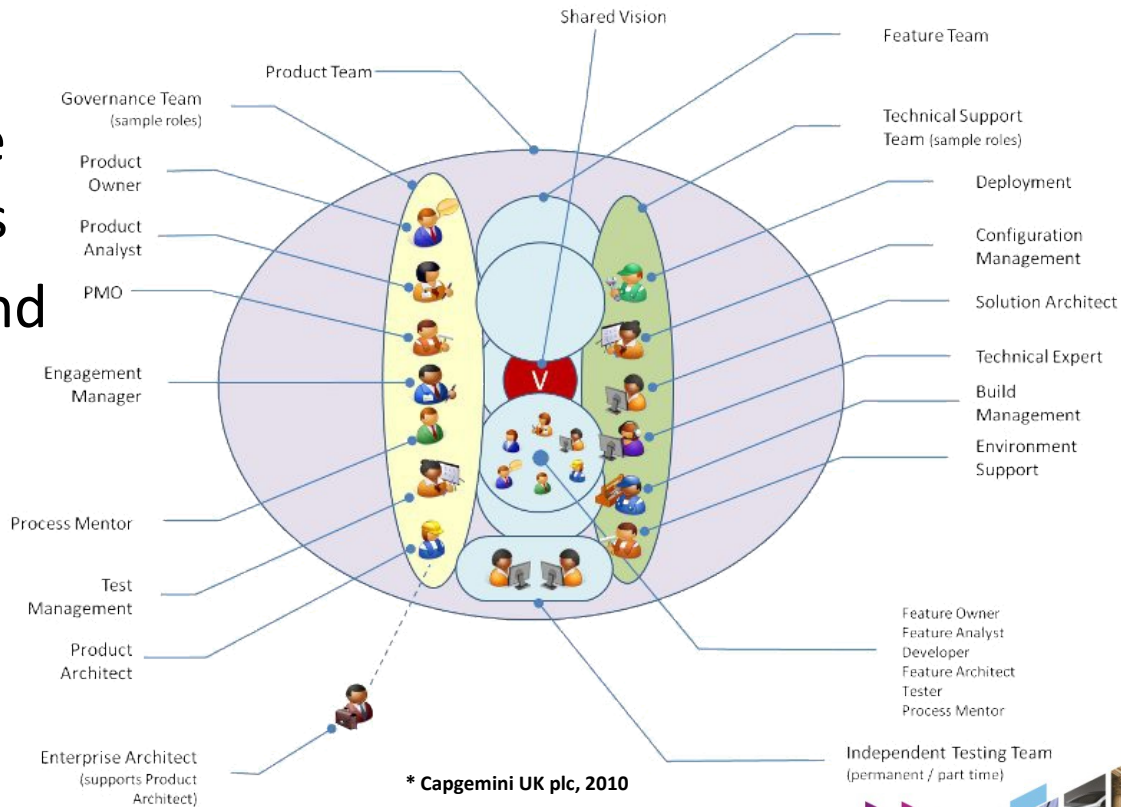 Shared Vision
Feature Team
Product Team
Governance Team
(sample roles)
Technical Support
Team (sample roles)
e
Product
Owner
Deployment
s
Product
Analyst
Configuration
Management
nd
PMO
Solution Architect
Engagement
Manager
Technical Expert
V
Build
Management
Environment
Support
Process Mentor
Test
Management
Feature Owner
Feature Analyst
Developer
Feature Architect
Tester
Process Mentor
Product
Architect
Enterprise Architect
(supports Product
Architect)
Independent Testing Team
(permanent / part time)
* Capgemini UK plc, 2010